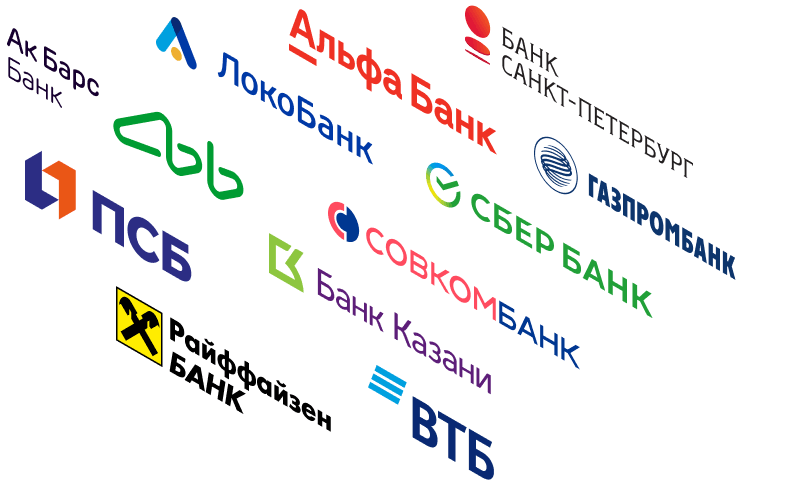 Ак Барс
Банк
ЛокоБанк
Альфа Банк
БАНК
САНКТ-ПЕТЕРБУРГ
ПСБ
СБЕР БАНК
ГАЗПРОМБАНК
СОВКОМБАНК
Банк Казани
Райффайзен
БАНК
ВТБ